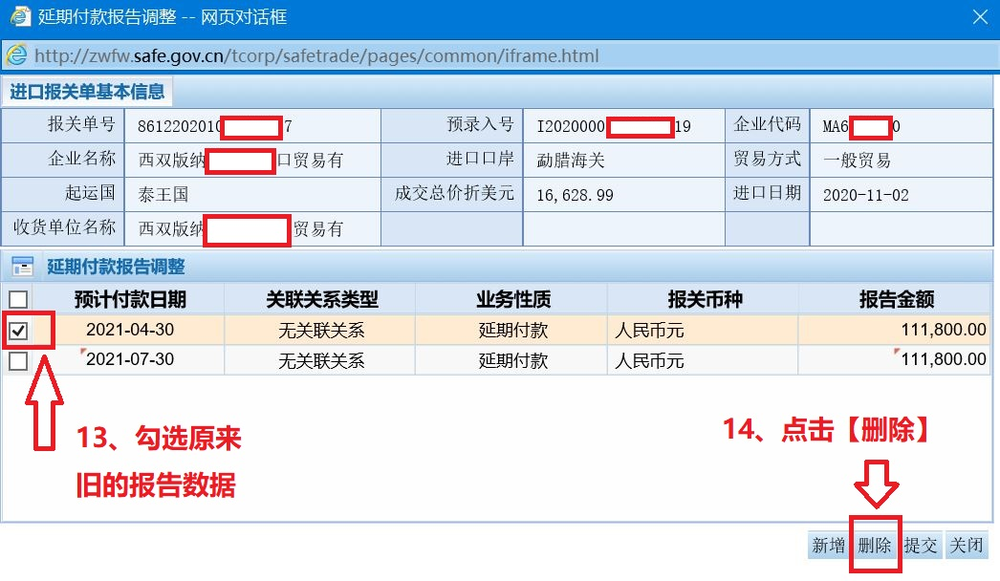 延期付款报告调整 -- 网页对话框
http://zwfw.safe.gov.cn/tcorp/safetrade/pages/common/iframe.html
进口报关单基本信息
报关单号 8612202010 7 预录入号 I2020000 19 企业代码 MA6 0
企业名称 西双版纳 口贸易有 进口口岸 勐腊海关 贸易方式 一般贸易
起运国 泰王国 成交总价折美元 16,628.99 进口日期 2020-11-02
收货单位名称 西双版纳 贸易有
延期付款报告调整
预计付款日期 关联关系类型 业务性质 报关币种 报告金额
2021-04-30 无关联关系 延期付款 人民币元 111,800.00
2021-07-30 无关联关系 延期付款 人民币元 111,800.00
13、勾选原来
旧的报告数据
14、点击【删除】
新增 删除 提交 关闭